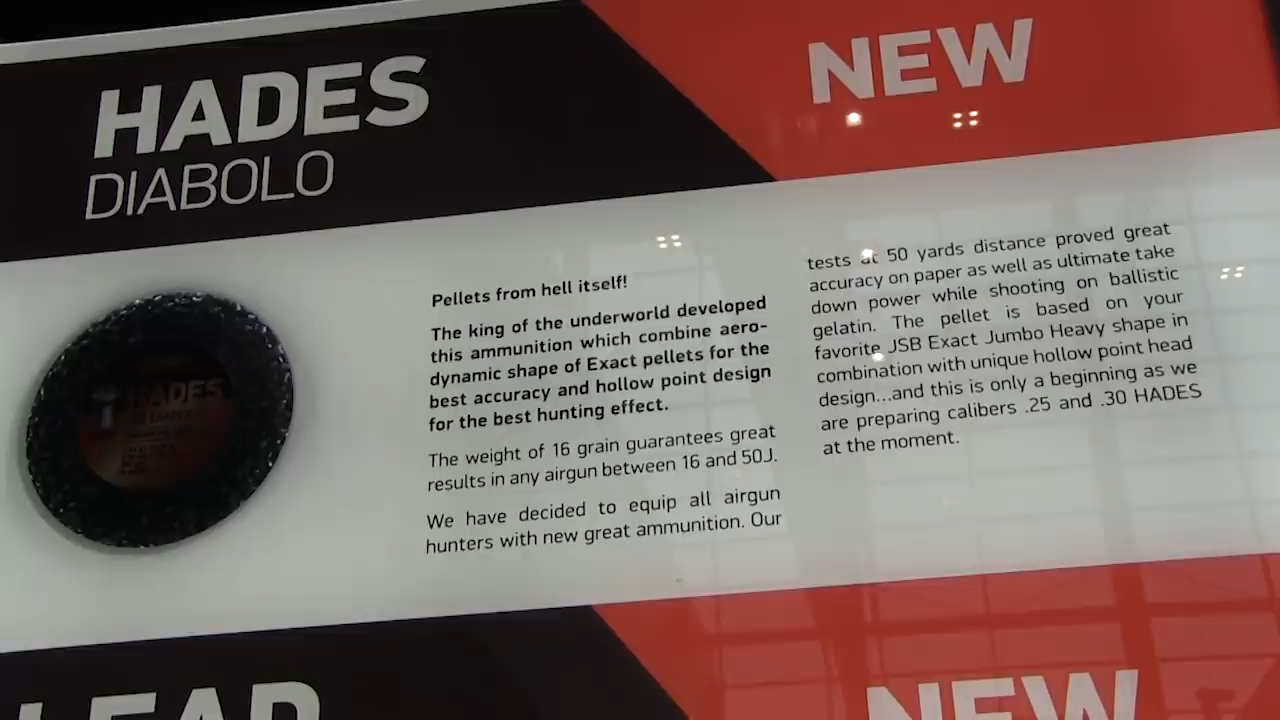 HADES
DIABOLO
NEW
Pellets from hell itself!
The king of the underworld developed
this ammunition which combine aero-
dynamic shape of Exact pellets for the
best accuracy and hollow point design
for the best hunting effect.
The weight of 16 grain guarantees great
results in any airgun between 16 and 50J.
We have decided to equip all airgun
hunters with new great ammunition. Our
tests at 50 yards distance proved great
accuracy on paper as well as ultimate take
down power while shooting on ballistic
gelatin. The pellet is based on your
favorite JSB Exact Jumbo Heavy shape in
combination with unique hollow point head
design...and this is only a beginning as we
are preparing calibers .25 and .30 HADES
at the moment.
HADES
LEAD
NEW